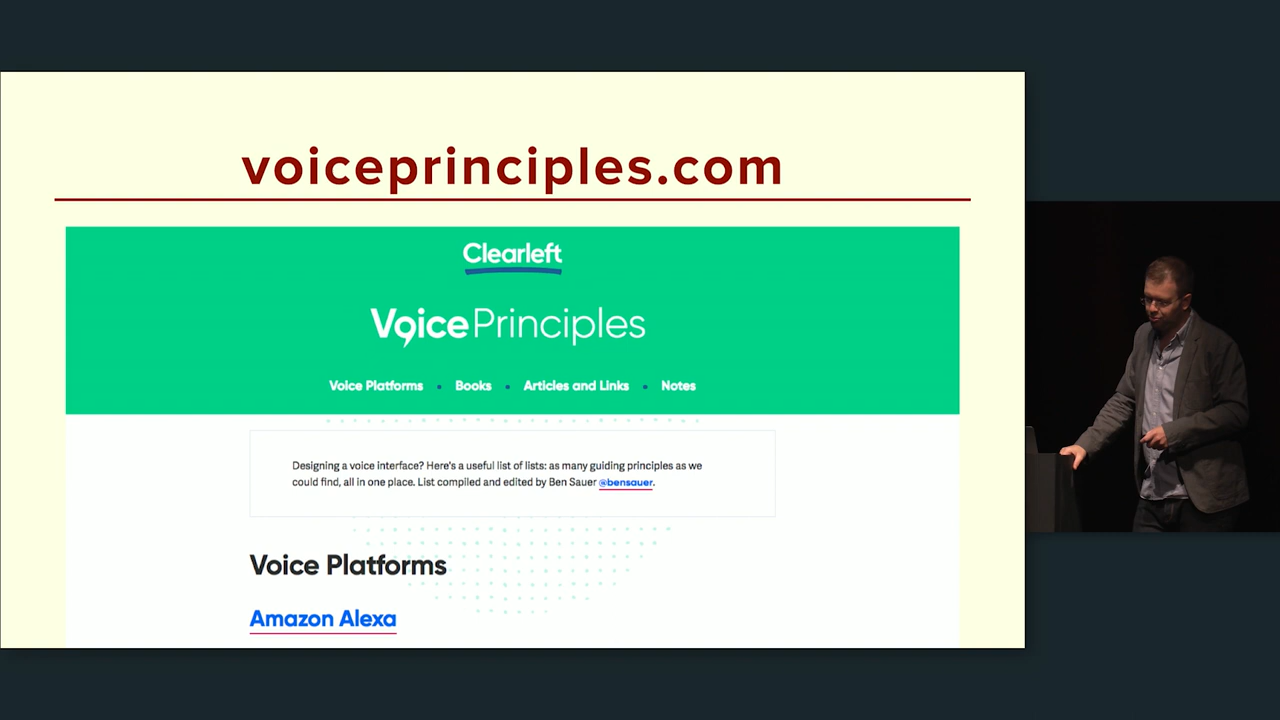 voiceprinciples.com
Clearleft
Voice Principles
Voice Platforms • Books • Articles and Links • Notes
Designing a voice interface? Here's a useful list of lists: as many guiding principles as we
could find, all in one place. List compiled and edited by Ben Sauer @bensauer.
Voice Platforms
Amazon Alexa